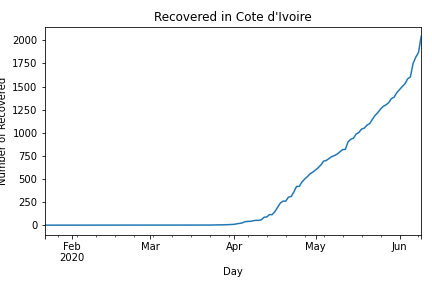 Recovered in Cote d'Ivoire
Number of Recovered
2000
1750
1500
1250
1000
750
500
250
0
Feb
2020
Mar
Apr
May
Jun
Day